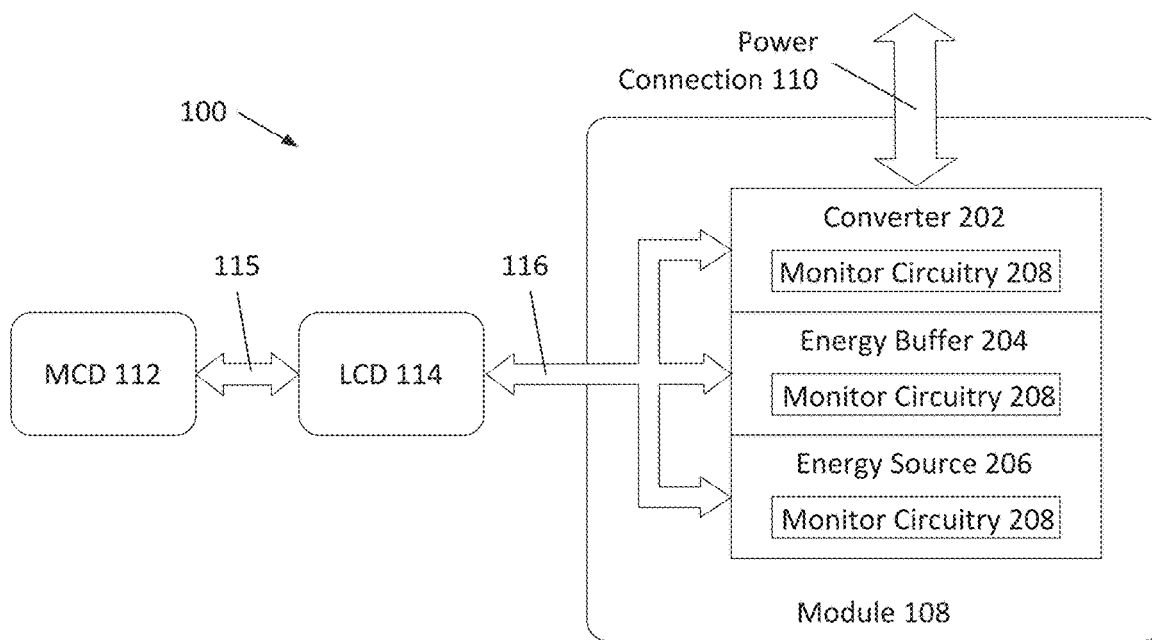 Power
Connection 110
100
Converter 202
Monitor Circuitry 208
115
116
Energy Buffer 204
Monitor Circuitry 208
MCD 112
LCD 114
Energy Source 206
Monitor Circuitry 208
Module 108